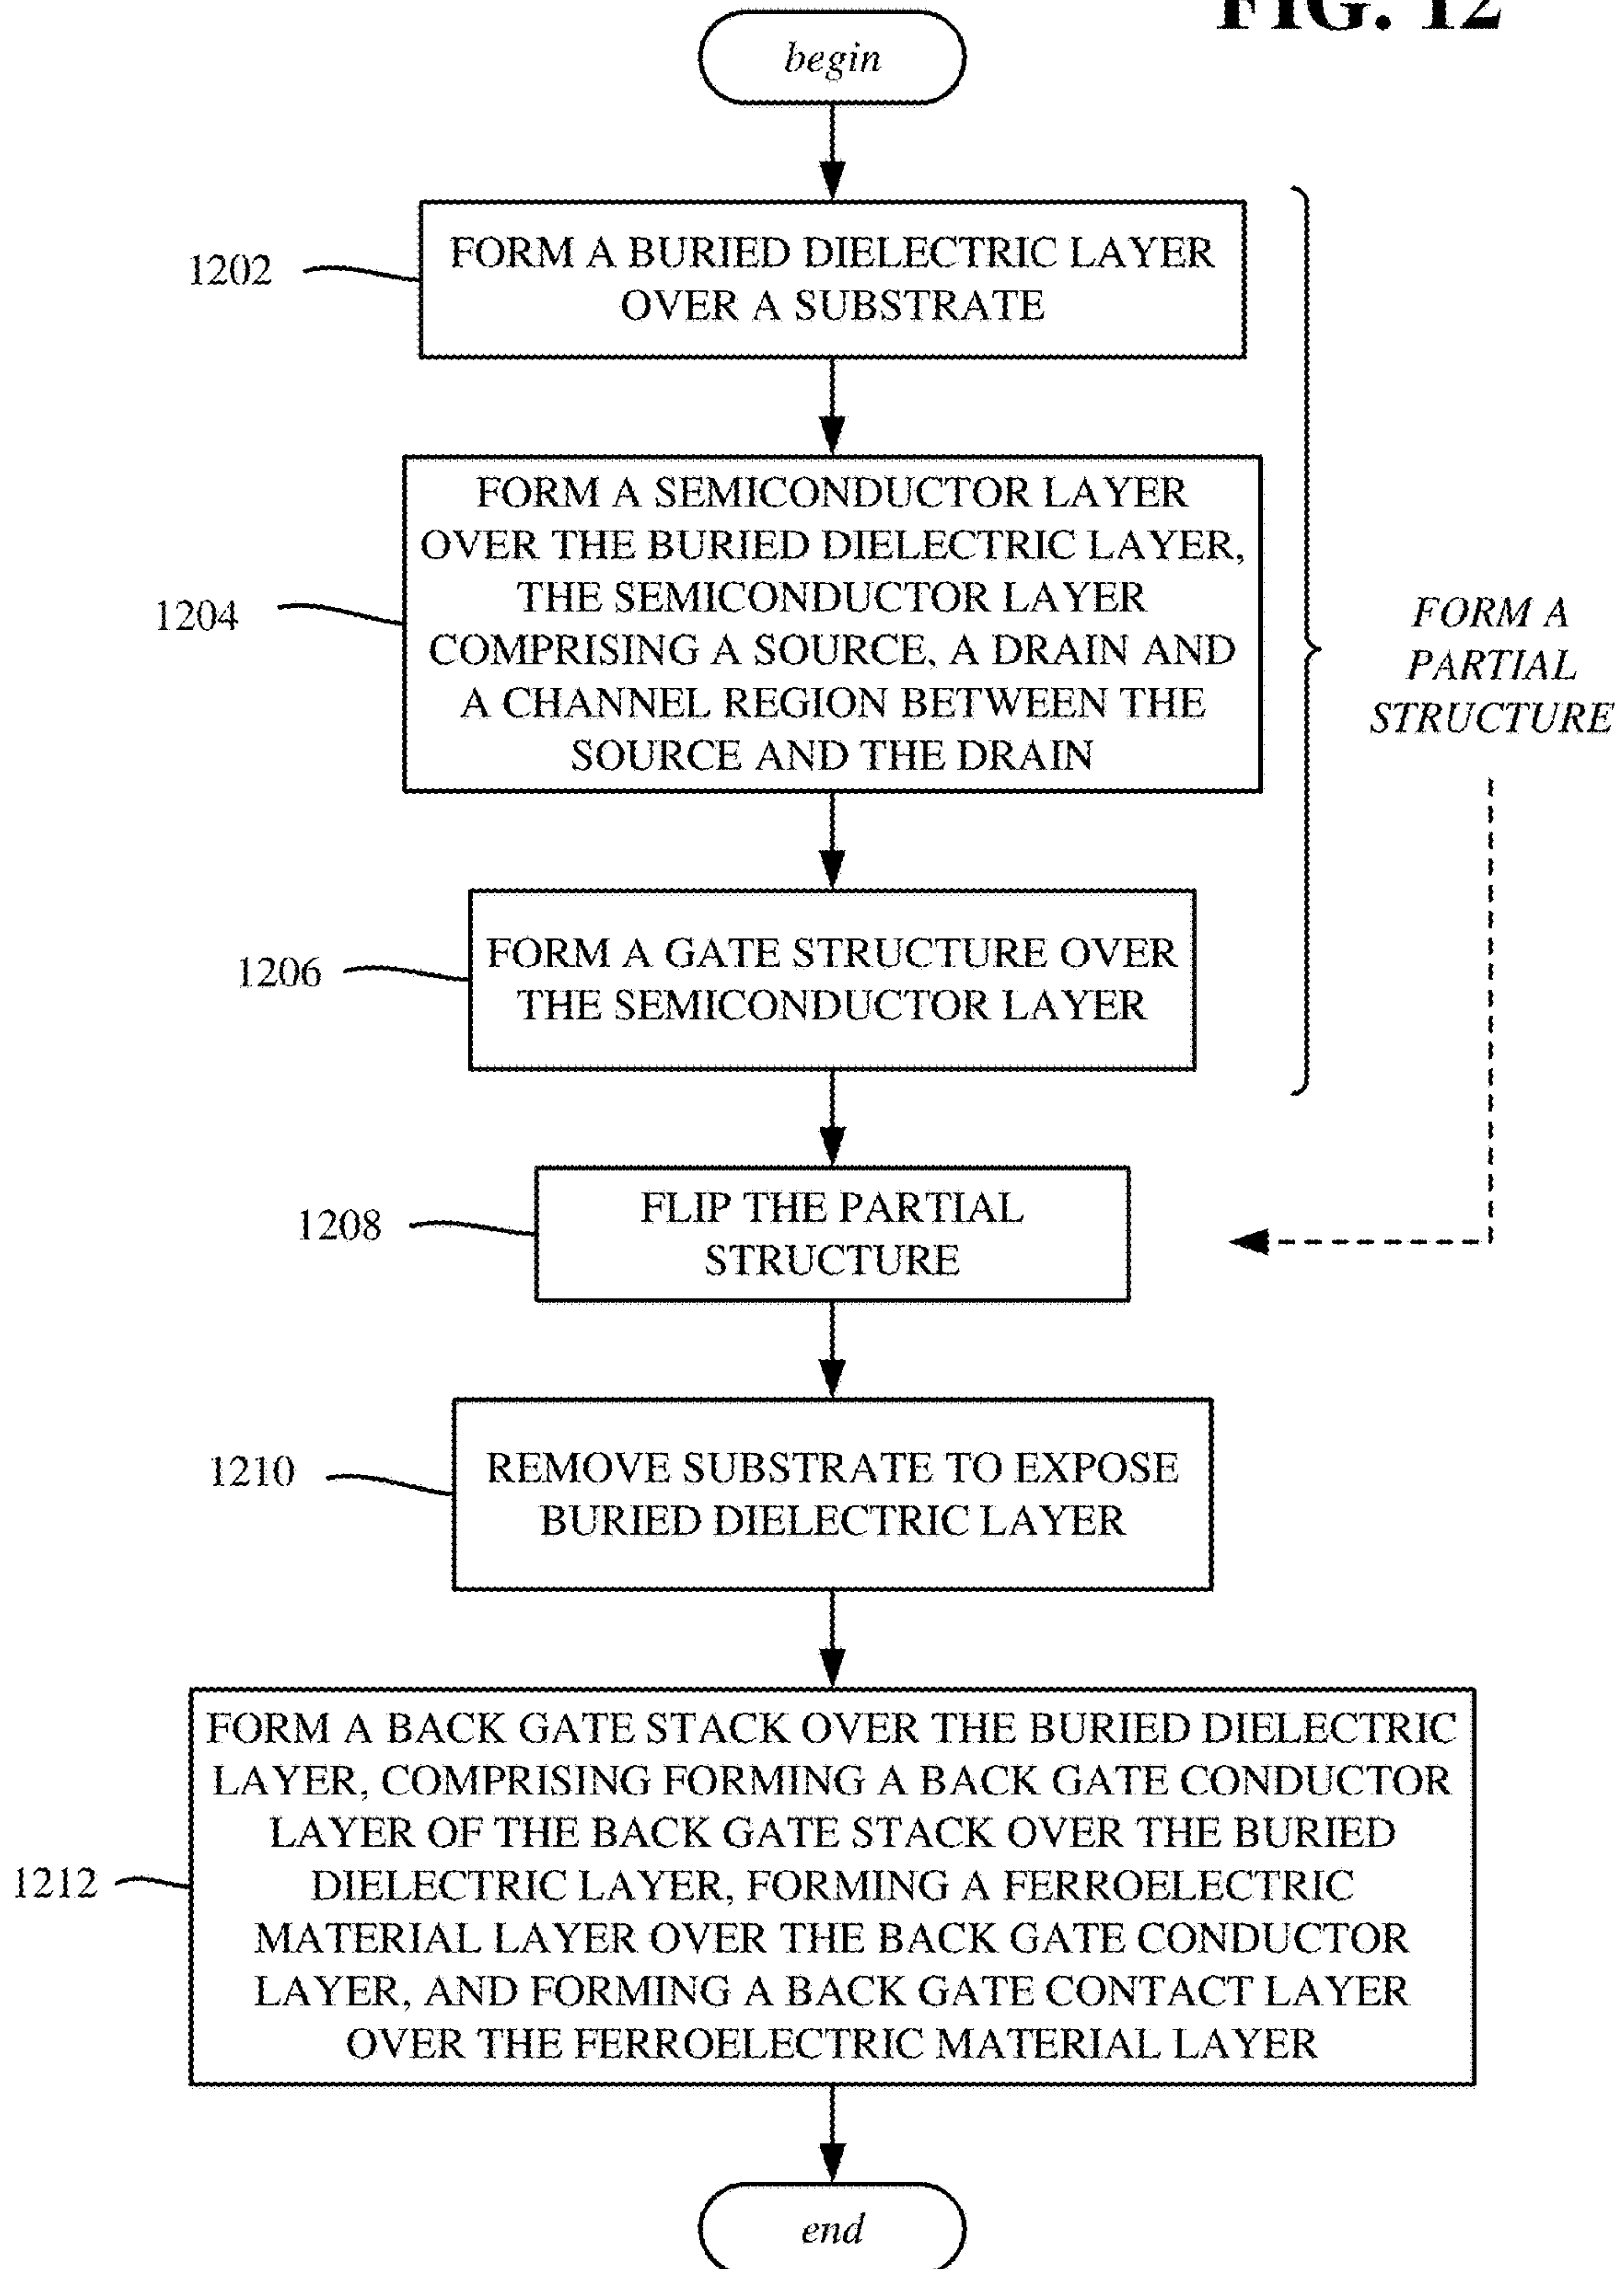 FIG. 12
begin
1202
FORM A BURIED DIELECTRIC LAYER
OVER A SUBSTRATE
1204
FORM A SEMICONDUCTOR LAYER
OVER THE BURIED DIELECTRIC LAYER,
THE SEMICONDUCTOR LAYER
COMPRISING A SOURCE, A DRAIN AND
A CHANNEL REGION BETWEEN THE
SOURCE AND THE DRAIN
FORM A
PARTIAL
STRUCTURE
1206
FORM A GATE STRUCTURE OVER
THE SEMICONDUCTOR LAYER
1208
FLIP THE PARTIAL
STRUCTURE
1210
REMOVE SUBSTRATE TO EXPOSE
BURIED DIELECTRIC LAYER
1212
FORM A BACK GATE STACK OVER THE BURIED DIELECTRIC
LAYER, COMPRISING FORMING A BACK GATE CONDUCTOR
LAYER OF THE BACK GATE STACK OVER THE BURIED
DIELECTRIC LAYER, FORMING A FERROELECTRIC
MATERIAL LAYER OVER THE BACK GATE CONDUCTOR
LAYER, AND FORMING A BACK GATE CONTACT LAYER
OVER THE FERROELECTRIC MATERIAL LAYER
end